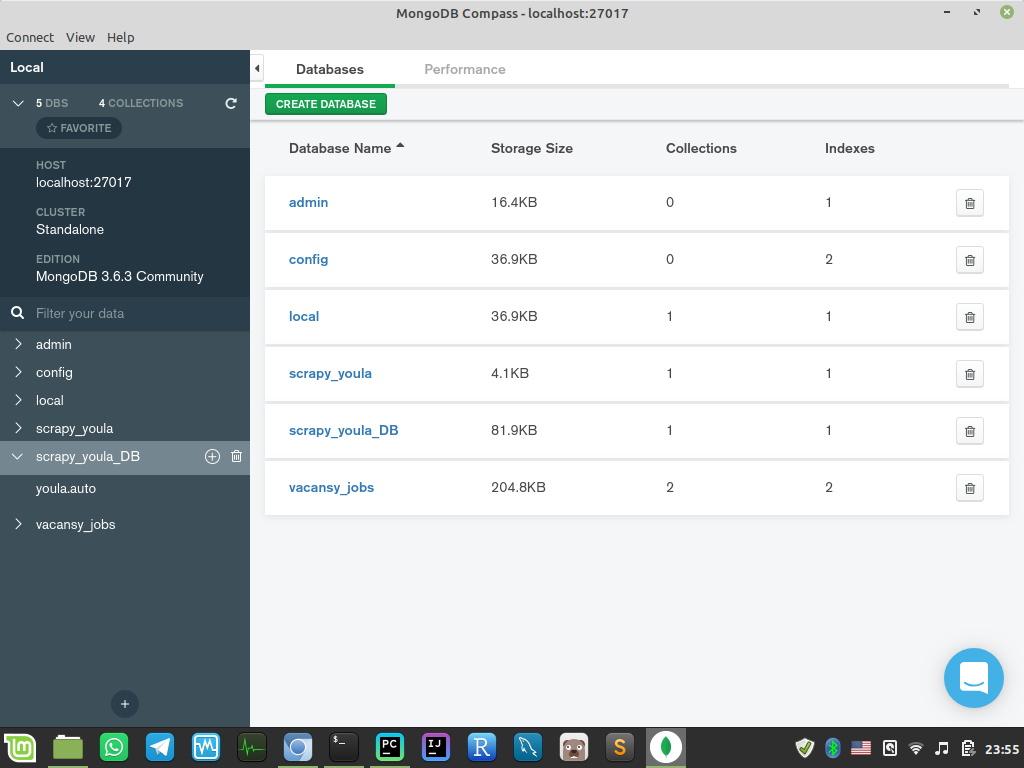 MongoDB Compass - localhost:27017
Connect View Help
Local
5 DBS 4 COLLECTIONS
FAVORITE
HOST
localhost:27017
CLUSTER
Standalone
EDITION
MongoDB 3.6.3 Community
Filter your data
admin
config
local
scrapy_youla
scrapy_youla_DB
youla.auto
vacansy_jobs
Databases Performance
CREATE DATABASE
Database Name Storage Size Collections Indexes
admin 16.4KB 0 1
config 36.9KB 0 2
local 36.9KB 1 1
scrapy_youla 4.1KB 1 1
scrapy_youla_DB 81.9KB 1 1
vacansy_jobs 204.8KB 2 2
$_ PC IJ R S 23:55